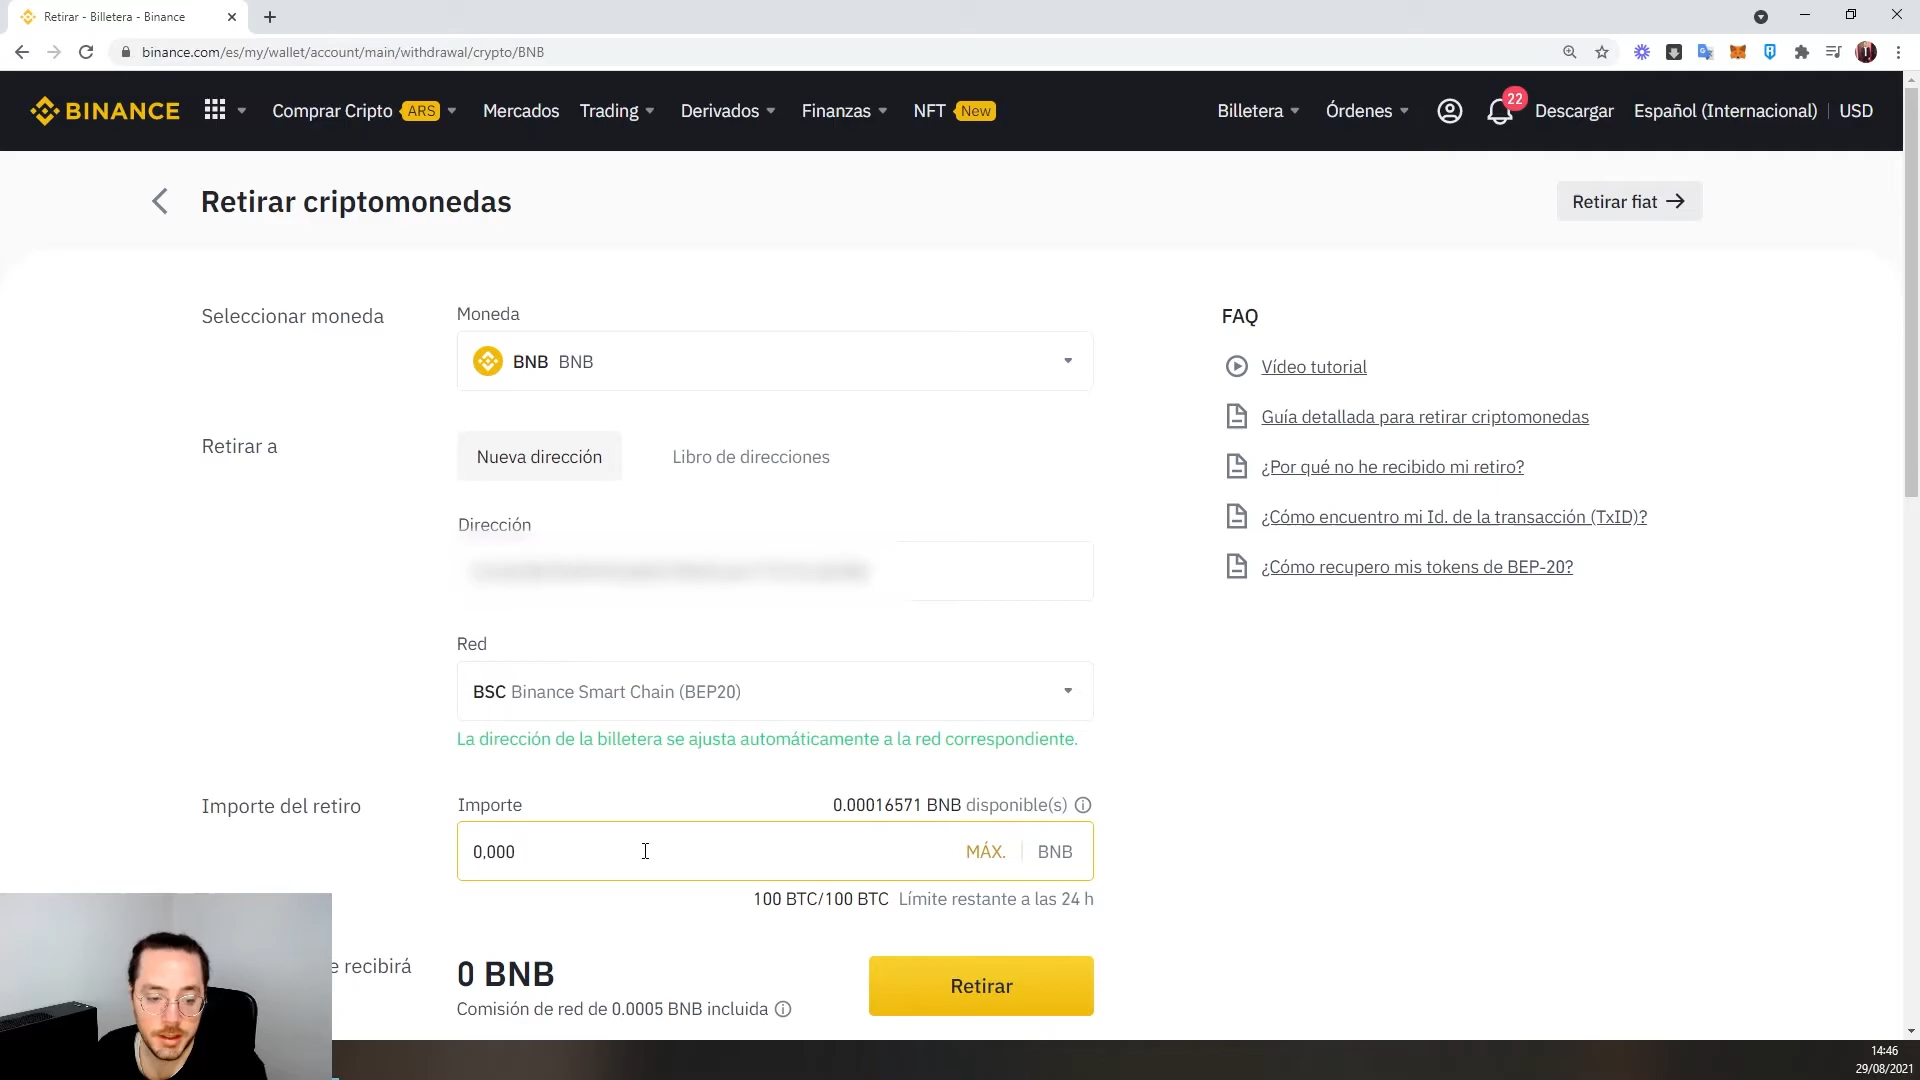 Retirar - Billetera - Binance
binance.com/es/my/wallet/account/main/withdrawal/crypto/BNB
BINANCE Comprar Cripto ARS Mercados Trading Derivados Finanzas NFT New Billetera Órdenes 22 Descargar Español (Internacional) USD
Retirar criptomonedas
Retirar fiat →
Seleccionar moneda
Moneda
BNB BNB
Retirar a
Nueva dirección Libro de direcciones
Dirección
Red
BSC Binance Smart Chain (BEP20)
La dirección de la billetera se ajusta automáticamente a la red correspondiente.
Importe del retiro
Importe 0.00016571 BNB disponible(s)
0,000 MÁX. BNB
100 BTC/100 BTC Límite restante a las 24 h
e recibirá
0 BNB
Comisión de red de 0.0005 BNB incluida
Retirar
FAQ
Vídeo tutorial
Guía detallada para retirar criptomonedas
¿Por qué no he recibido mi retiro?
¿Cómo encuentro mi Id. de la transacción (TxID)?
¿Cómo recupero mis tokens de BEP-20?
14:46
29/08/2021